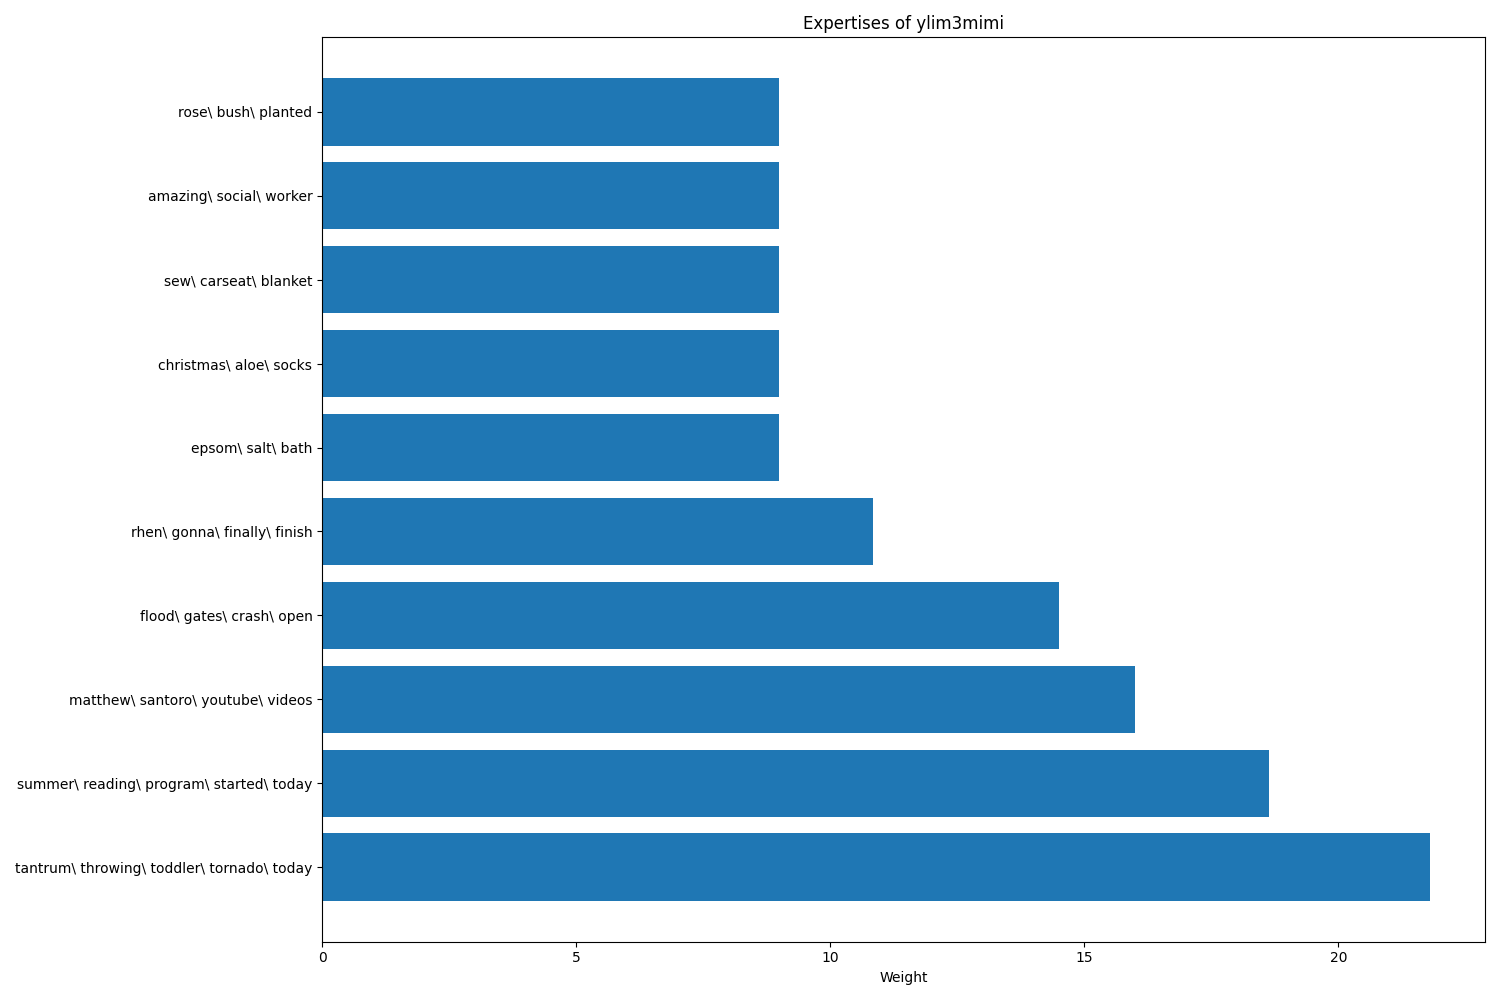 Expertises of ylim3mimi
rose\ bush\ planted
amazing\ social\ worker
sew\ carseat\ blanket
christmas\ aloe\ socks
epsom\ salt\ bath
rhen\ gonna\ finally\ finish
flood\ gates\ crash\ open
matthew\ santoro\ youtube\ videos
summer\ reading\ program\ started\ today
tantrum\ throwing\ toddler\ tornado\ today
0 5 10 15 20
Weight